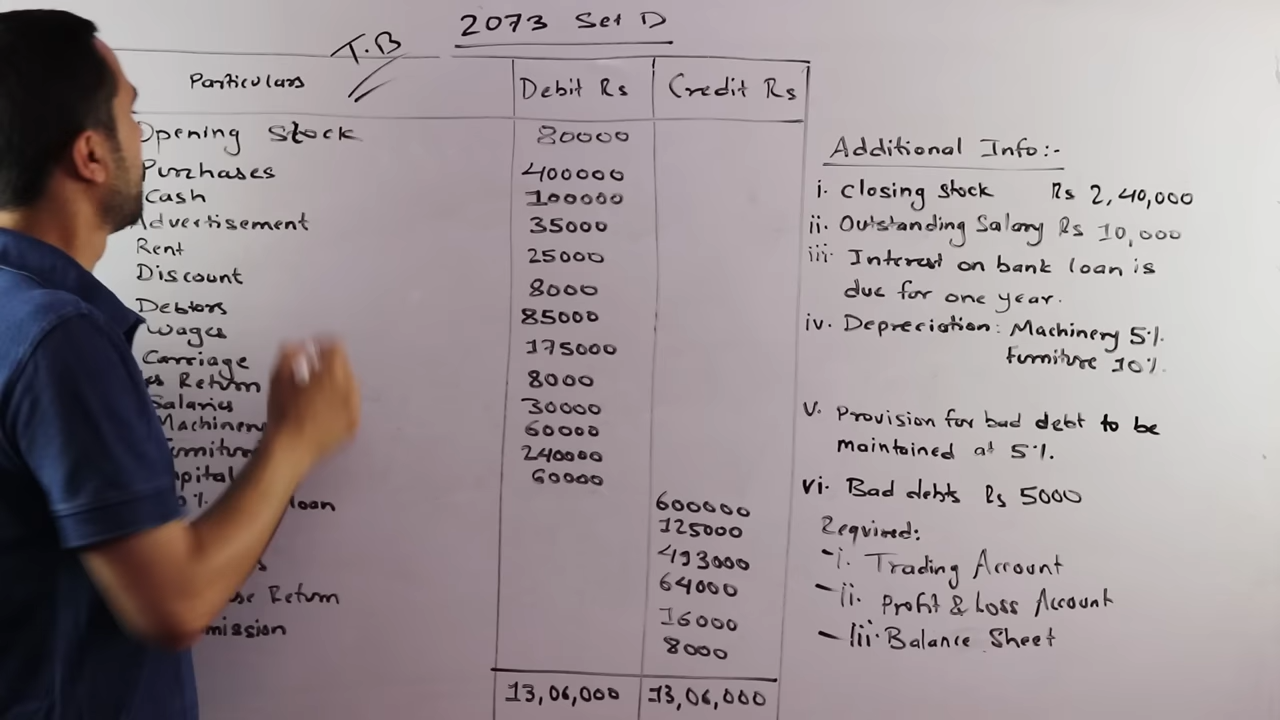 2073 Set D
T.B
Particulars Debit Rs Credit Rs
Opening Stock 80000
Purchases 400000
Cash 100000
Advertisement 35000
Rent 25000
Discount 8000
Debtors 85000
Wages 175000
Carriage 8000
Return 30000
Salaries 60000
Machinery 240000
60000
600000
loan 125000
493000
64000
Return 16000
8000
13,06,000 13,06,000
Additional Info:-
i. Closing stock Rs 2,40,000
ii. Outstanding Salary Rs 10,000
iii. Interest on bank loan is
due for one year.
iv. Depreciation: Machinery 5%.
furniture 10%.
v. Provision for bad debt to be
maintained at 5%.
vi. Bad debts Rs 5000
Required:
-i. Trading Account
-ii. Profit & Loss Account
-iii. Balance Sheet